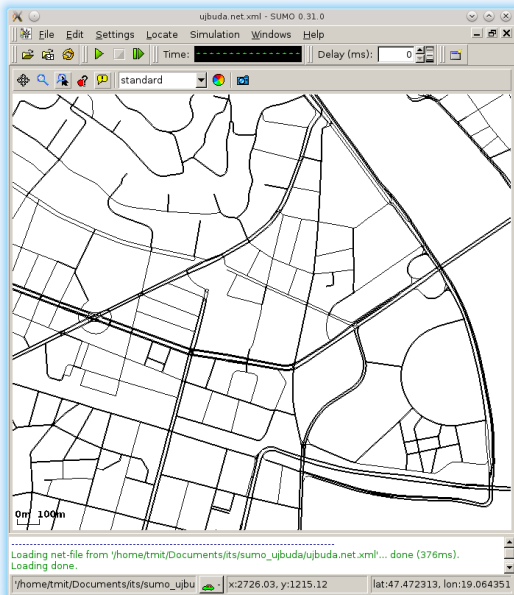 ujbuda.net.xml - SUMO 0.31.0
File Edit Settings Locate Simulation Windows Help
Time: Delay (ms): 0
standard
0m 100m
Loading net-file from '/home/tmit/Documents/its/sumo_ujbuda/ujbuda.net.xml'... done (376ms).
Loading done.
'/home/tmit/Documents/its/sumo_ujbu x:2726.03, y:1215.12 lat:47.472313, lon:19.064351